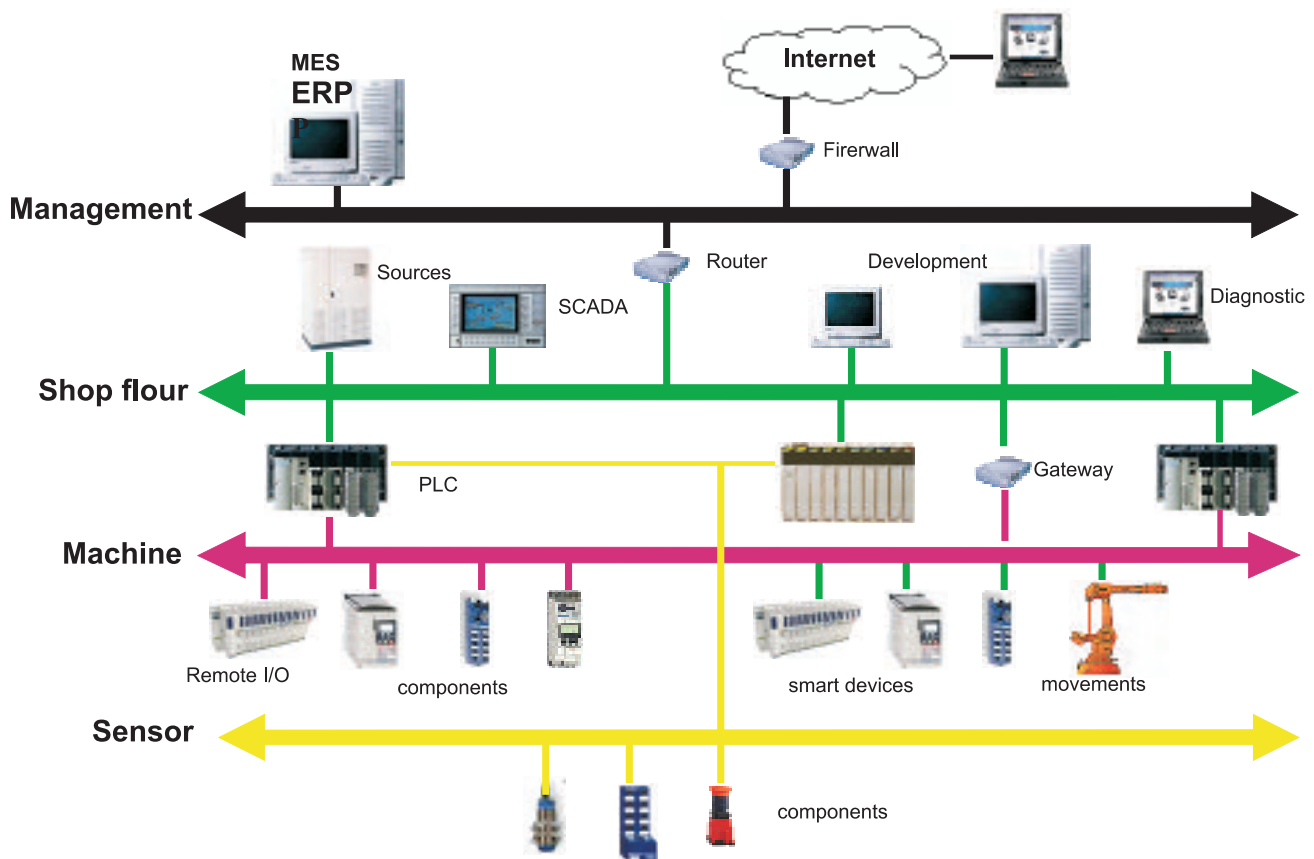 MES
ERP
P
Internet
Firerwall
Management
Sources
SCADA
Router
Development
Diagnostic
Shop flour
PLC
Gateway
Machine
Remote I/O
components
smart devices
movements
Sensor
components